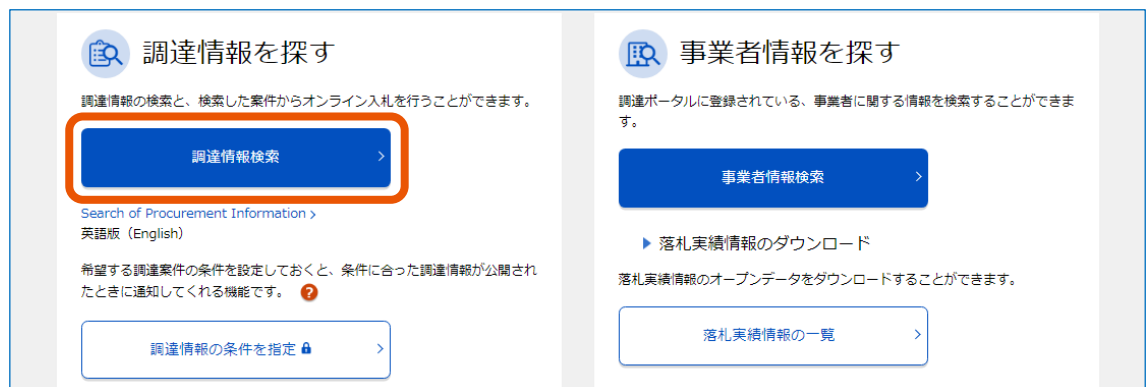 調達情報を探す
調達情報の検索と、検索した案件からオンライン入札を行うことができます。
調達情報検索
Search of Procurement Information
英語版（English）
希望する調達案件の条件を設定しておくと、条件に合った調達情報が公開され
たときに通知してくれる機能です。 ?
調達情報の条件を指定
事業者情報を探す
調達ポータルに登録されている、事業者に関する情報を検索することができま
す。
事業者情報検索
落札実績情報のダウンロード
落札実績情報のオープンデータをダウンロードすることができます。
落札実績情報の一覧